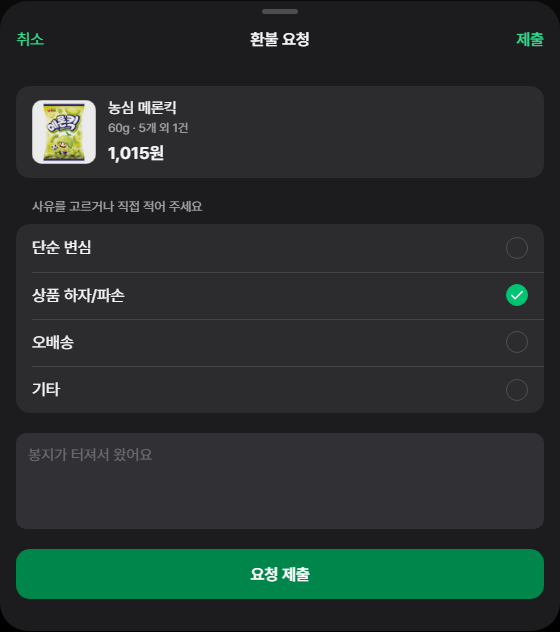 취소
환불 요청
제출
메론킥
농심 메론킥
60g · 5개 외 1건
1,015원
사유를 고르거나 직접 적어 주세요
단순 변심
상품 하자/파손
오배송
기타
봉지가 터져서 왔어요
요청 제출